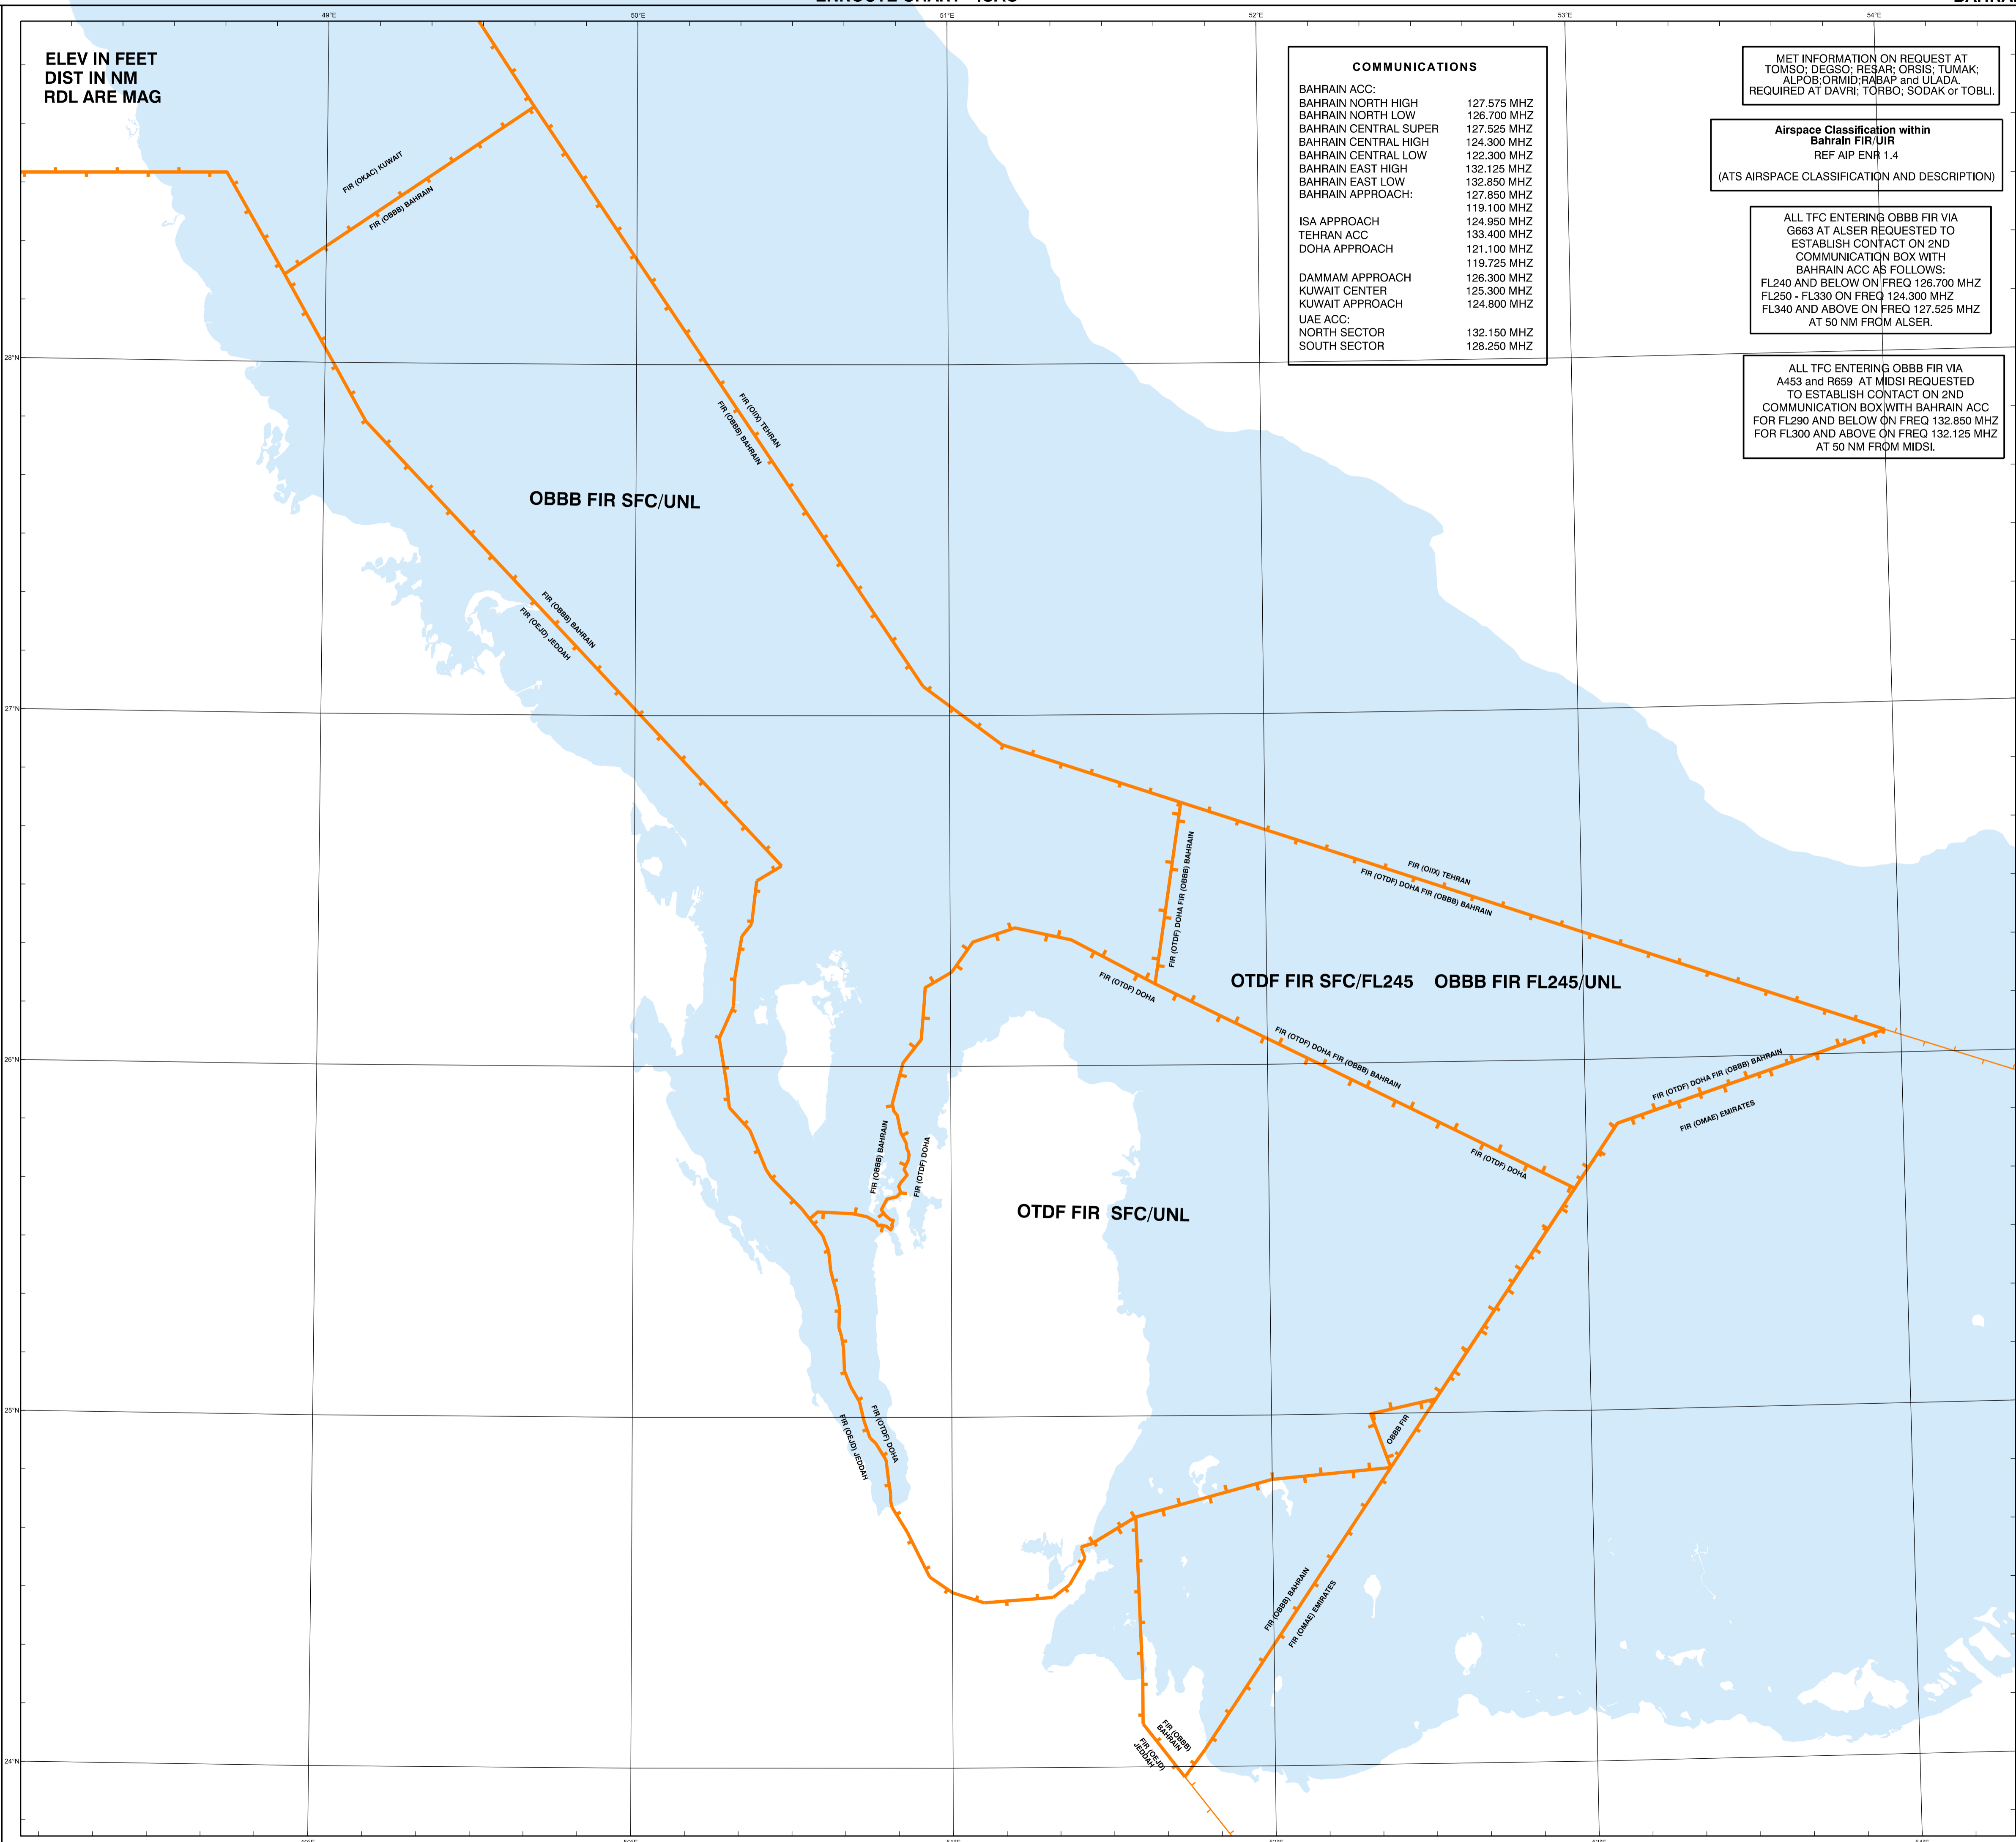 49°E
50°E
51°E
52°E
53°E
54°E
ELEV IN FEET
DIST IN NM
RDL ARE MAG
COMMUNICATIONS
BAHRAIN ACC:
BAHRAIN NORTH HIGH 127.575 MHZ
BAHRAIN NORTH LOW 126.700 MHZ
BAHRAIN CENTRAL SUPER 127.525 MHZ
BAHRAIN CENTRAL HIGH 124.300 MHZ
BAHRAIN CENTRAL LOW 122.300 MHZ
BAHRAIN EAST HIGH 132.125 MHZ
BAHRAIN EAST LOW 132.850 MHZ
BAHRAIN APPROACH: 127.850 MHZ
119.100 MHZ
ISA APPROACH 124.950 MHZ
TEHRAN ACC 133.400 MHZ
DOHA APPROACH 121.100 MHZ
119.725 MHZ
DAMMAM APPROACH 126.300 MHZ
KUWAIT CENTER 125.300 MHZ
KUWAIT APPROACH 124.800 MHZ
UAE ACC:
NORTH SECTOR 132.150 MHZ
SOUTH SECTOR 128.250 MHZ
MET INFORMATION ON REQUEST AT
TOMSO; DEGSO; RESAR; ORSIS; TUMAK;
ALPOB;ORMID;RABAP and ULADA.
REQUIRED AT DAVRI; TORBO; SODAK or TOBLI.
Airspace Classification within
Bahrain FIR/UIR
REF AIP ENR 1.4
(ATS AIRSPACE CLASSIFICATION AND DESCRIPTION)
ALL TFC ENTERING OBBB FIR VIA
G663 AT ALSER REQUESTED TO
ESTABLISH CONTACT ON 2ND
COMMUNICATION BOX WITH
BAHRAIN ACC AS FOLLOWS:
FL240 AND BELOW ON FREQ 126.700 MHZ
FL250 - FL330 ON FREQ 124.300 MHZ
FL340 AND ABOVE ON FREQ 127.525 MHZ
AT 50 NM FROM ALSER.
ALL TFC ENTERING OBBB FIR VIA
A453 and R659 AT MIDSI REQUESTED
TO ESTABLISH CONTACT ON 2ND
COMMUNICATION BOX WITH BAHRAIN ACC
FOR FL290 AND BELOW ON FREQ 132.850 MHZ
FOR FL300 AND ABOVE ON FREQ 132.125 MHZ
AT 50 NM FROM MIDSI.
FIR (OKAC) KUWAIT
FIR (OBBB) BAHRAIN
28°N
FIR (OIIX) TEHRAN
FIR (OBBB) BAHRAIN
OBBB FIR SFC/UNL
FIR (OBBB) BAHRAIN
FIR (OEJD) JEDDAH
27°N
FIR (OTDF) DOHA FIR (OBBB) BAHRAIN
FIR (OIIX) TEHRAN
FIR (OTDF) DOHA FIR (OBBB) BAHRAIN
FIR (OTDF) DOHA
OTDF FIR SFC/FL245 OBBB FIR FL245/UNL
26°N
FIR (OTDF) DOHA FIR (OBBB) BAHRAIN
FIR (OTDF) DOHA
FIR (OTDF) DOHA FIR (OBBB) BAHRAIN
FIR (OMAE) EMIRATES
FIR (OBBB) BAHRAIN
FIR (OTDF) DOHA
OTDF FIR SFC/UNL
25°N
FIR (OTDF) DOHA
FIR (OEJD) JEDDAH
OBBB FIR
FIR (OBBB) BAHRAIN
FIR (OMAE) EMIRATES
24°N
FIR (OBBB)
BAHRAIN
FIR (OEJD)
JEDDAH